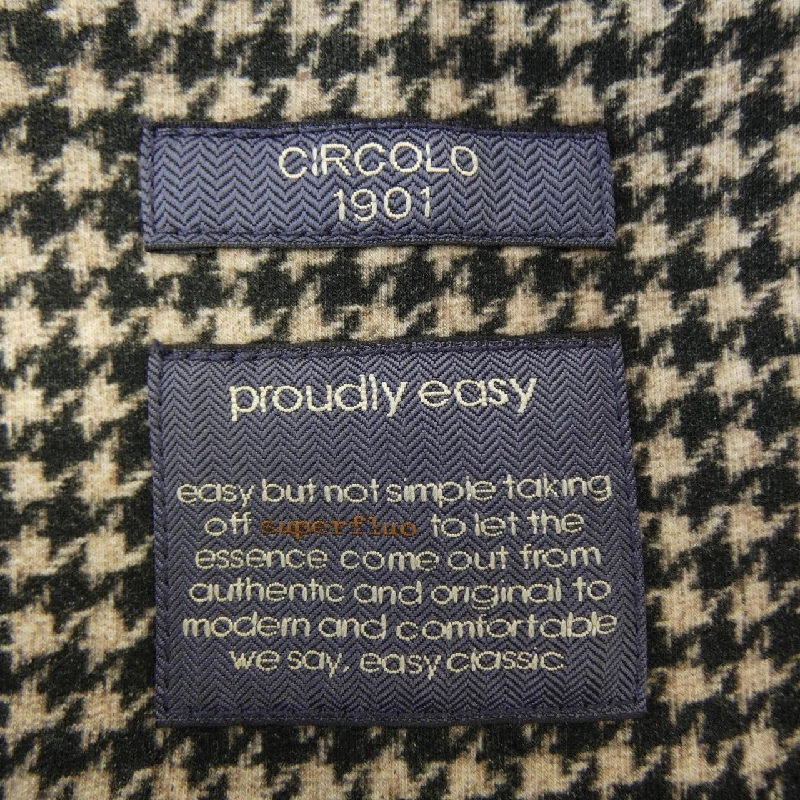 CIRCOLO
1901
proudly easy
easy but not simple taking
off superfluo to let the
essence come out from
authentic and original to
modern and comfortable
we say, easy classic